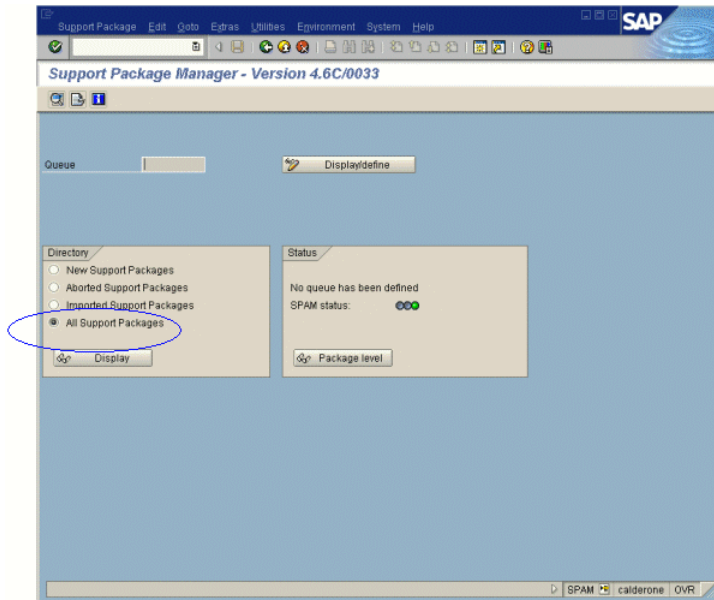 Support Package Edit Goto Extras Utilities Environment System Help
SAP
Support Package Manager - Version 4.6C/0033
Queue
Display/define
Directory
New Support Packages
Aborted Support Packages
Imported Support Packages
All Support Packages
Display
Status
No queue has been defined
SPAM status:
Package level
SPAM calderone OVR